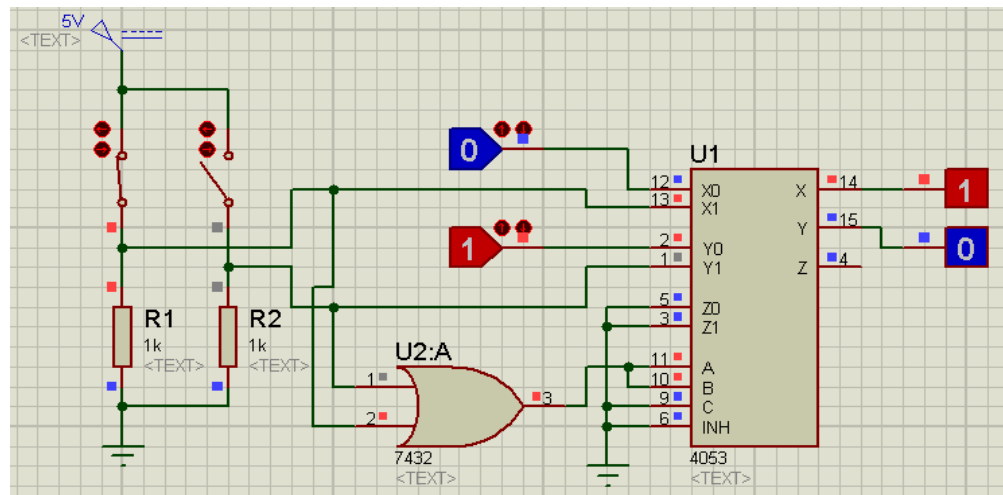 5V
<TEXT>
0
U1
12 X0 X 14 1
13 X1
Y 15
1 2 Y0 0
1 Y1 Z 4
5 Z0
R1 R2 3 Z1
1k 1k
<TEXT> <TEXT>
U2:A
11 A
1 10 B
3 9 C
2 6 INH
7432 4053
<TEXT> <TEXT>